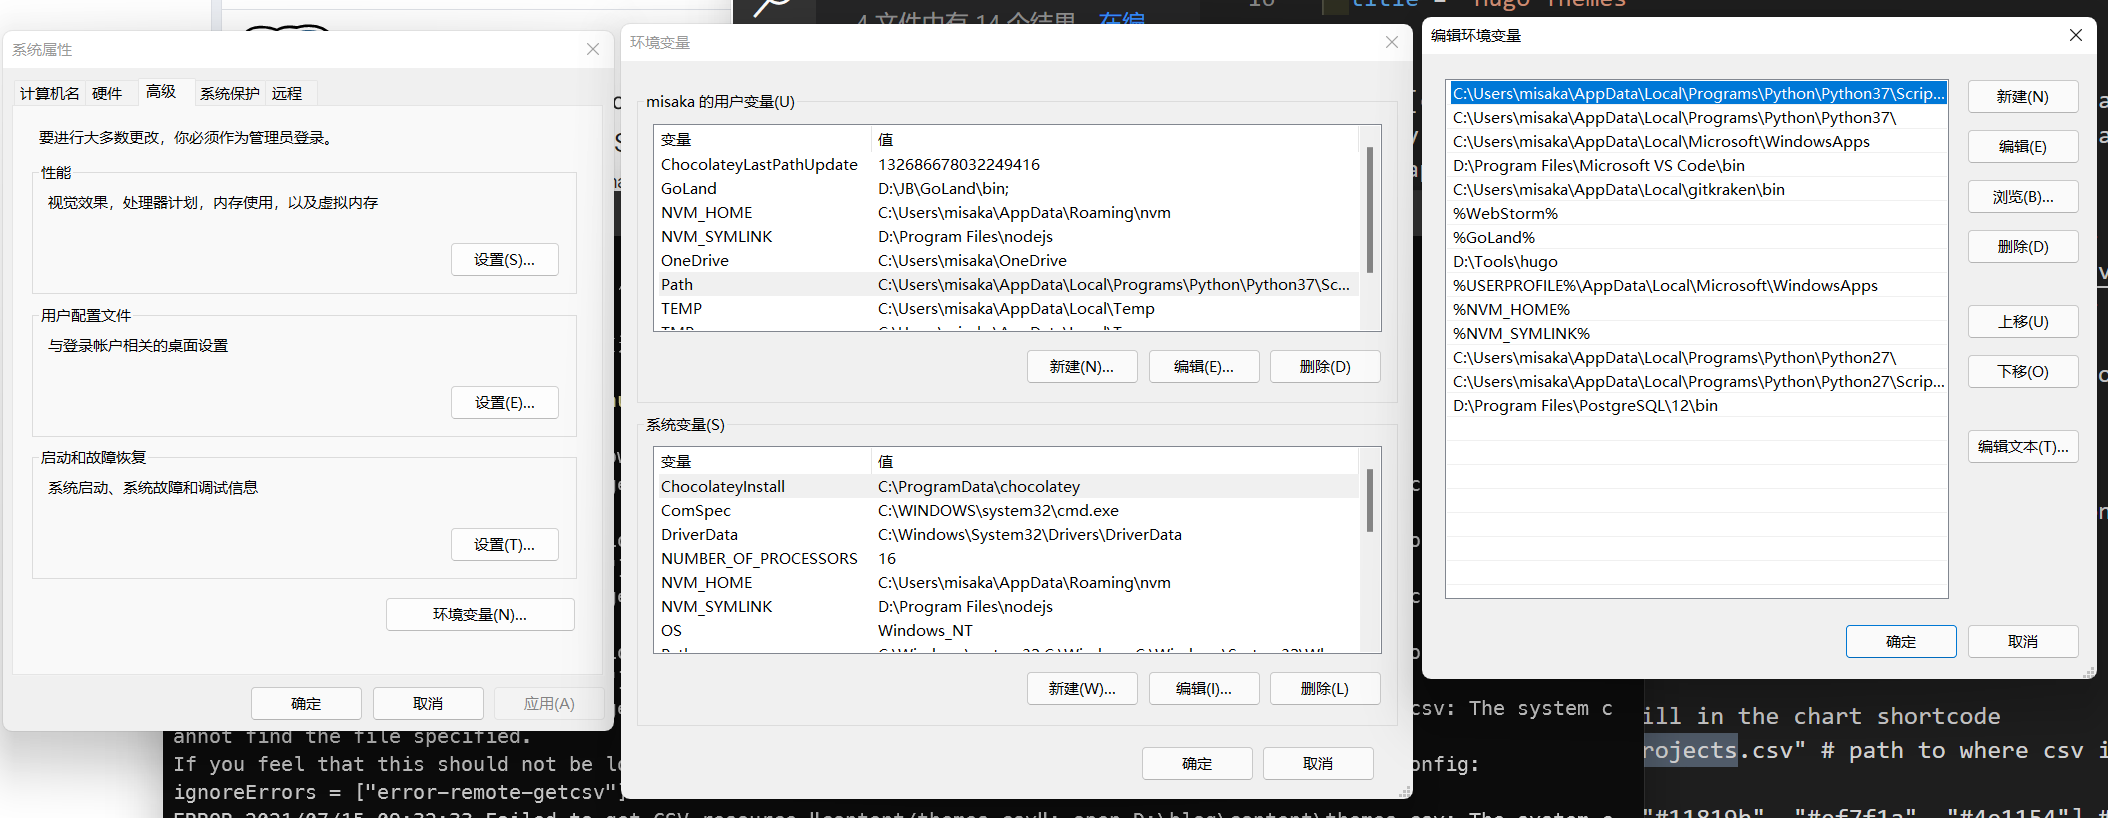 系统属性
计算机名 硬件 高级 系统保护 远程
要进行大多数更改，你必须作为管理员登录。
性能
视觉效果，处理器计划，内存使用，以及虚拟内存
设置(S)...
用户配置文件
与登录帐户相关的桌面设置
设置(E)...
启动和故障恢复
系统启动、系统故障和调试信息
设置(T)...
环境变量(N)...
确定 取消 应用(A)
环境变量
misaka 的用户变量(U)
变量 值
ChocolateyLastPathUpdate 132686678032249416
GoLand D:\JB\GoLand\bin;
NVM_HOME C:\Users\misaka\AppData\Roaming\nvm
NVM_SYMLINK D:\Program Files\nodejs
OneDrive C:\Users\misaka\OneDrive
Path C:\Users\misaka\AppData\Local\Programs\Python\Python37\Sc...
TEMP C:\Users\misaka\AppData\Local\Temp
新建(N)... 编辑(E)... 删除(D)
系统变量(S)
变量 值
ChocolateyInstall C:\ProgramData\chocolatey
ComSpec C:\WINDOWS\system32\cmd.exe
DriverData C:\Windows\System32\Drivers\DriverData
NUMBER_OF_PROCESSORS 16
NVM_HOME C:\Users\misaka\AppData\Roaming\nvm
NVM_SYMLINK D:\Program Files\nodejs
OS Windows_NT
新建(W)... 编辑(I)... 删除(L)
确定 取消
编辑环境变量
C:\Users\misaka\AppData\Local\Programs\Python\Python37\Scrip...
C:\Users\misaka\AppData\Local\Programs\Python\Python37\
C:\Users\misaka\AppData\Local\Microsoft\WindowsApps
D:\Program Files\Microsoft VS Code\bin
C:\Users\misaka\AppData\Local\gitkraken\bin
%WebStorm%
%GoLand%
D:\Tools\hugo
%USERPROFILE%\AppData\Local\Microsoft\WindowsApps
%NVM_HOME%
%NVM_SYMLINK%
C:\Users\misaka\AppData\Local\Programs\Python\Python27\
C:\Users\misaka\AppData\Local\Programs\Python\Python27\Scrip...
D:\Program Files\PostgreSQL\12\bin
新建(N)
编辑(E)
浏览(B)...
删除(D)
上移(U)
下移(O)
编辑文本(T)...
确定 取消
4 文件中有 14 个结果
title = "Hugo Themes
csv: The system c
annot find the file specified.
If you feel that this should not be lo
onfig:
ignoreErrors = ["error-remote-getcsv"]
ill in the chart shortcode
rojects.csv" # path to where csv i